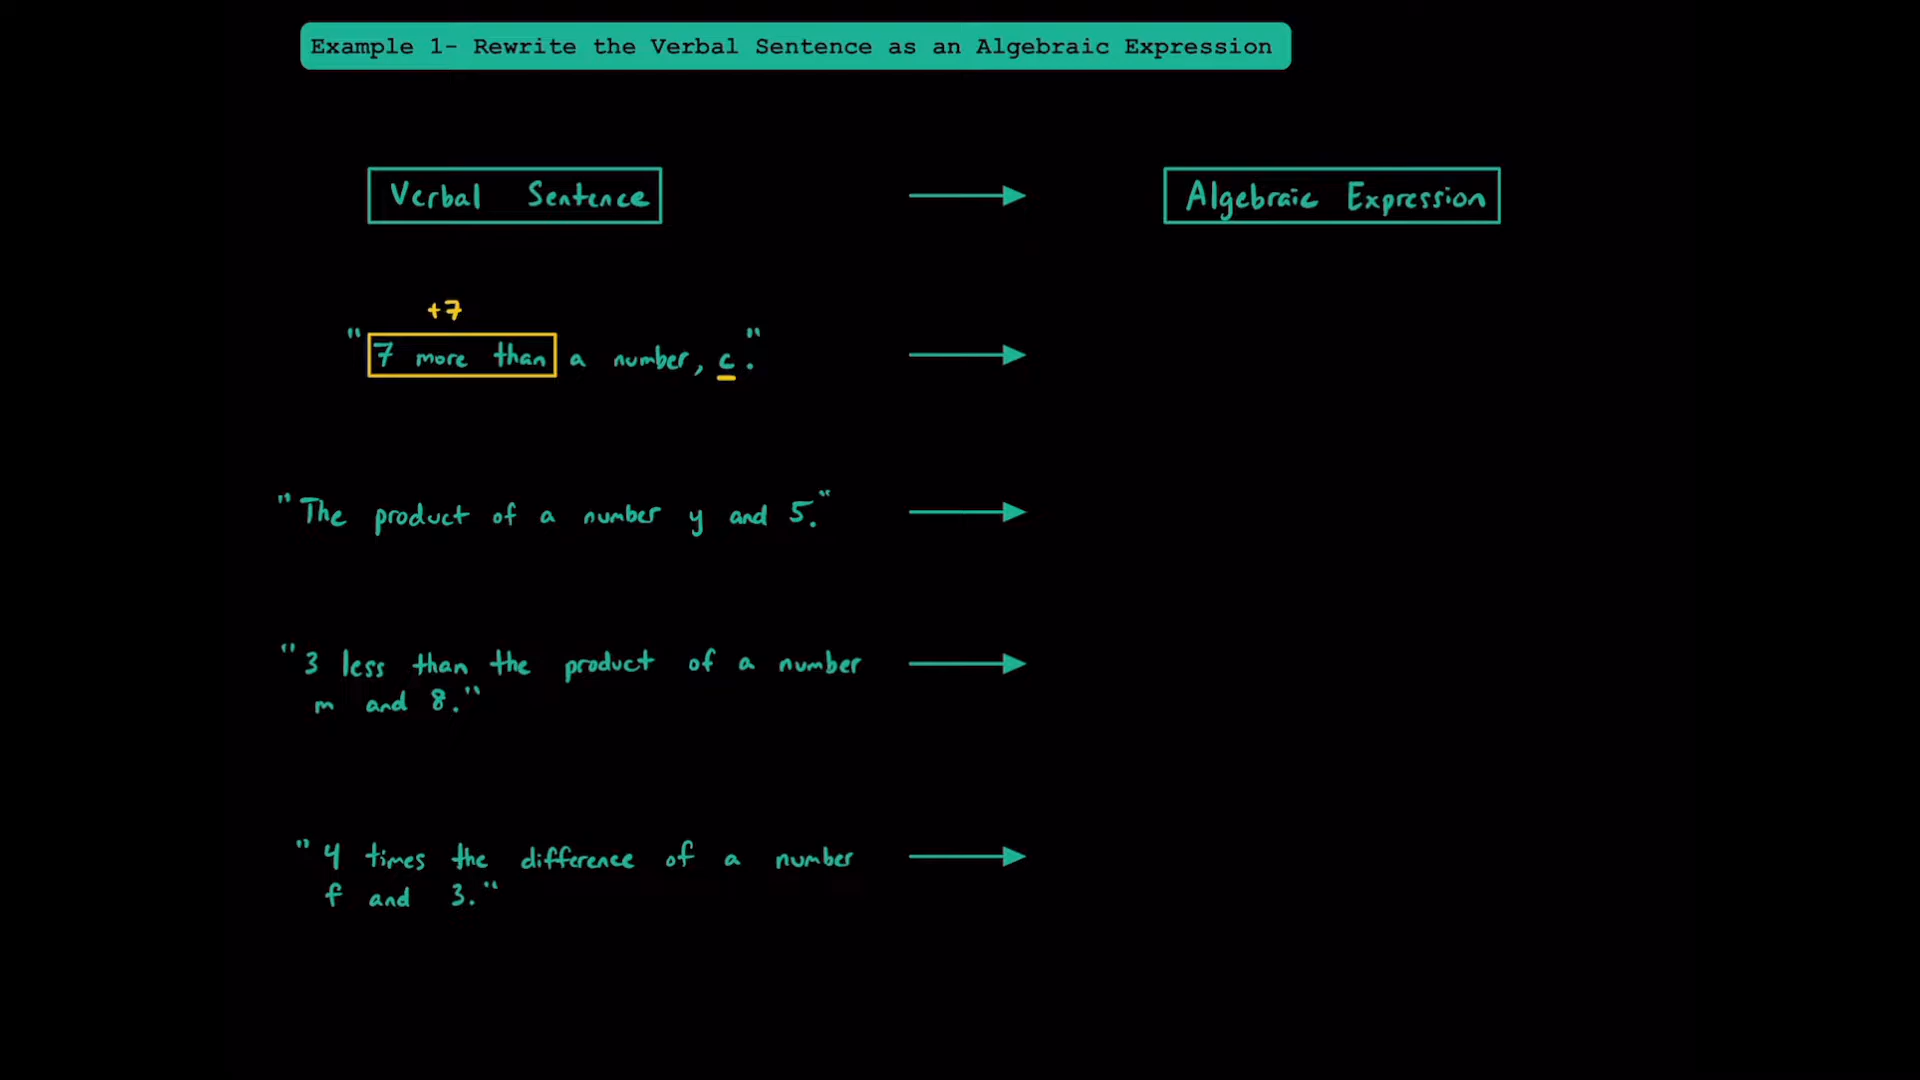 Example 1- Rewrite the Verbal Sentence as an Algebraic Expression
Verbal Sentence
Algebraic Expression
+7
"7 more than a number, c."
"The product of a number y and 5."
"3 less than the product of a number
m and 8."
"4 times the difference of a number
f and 3."